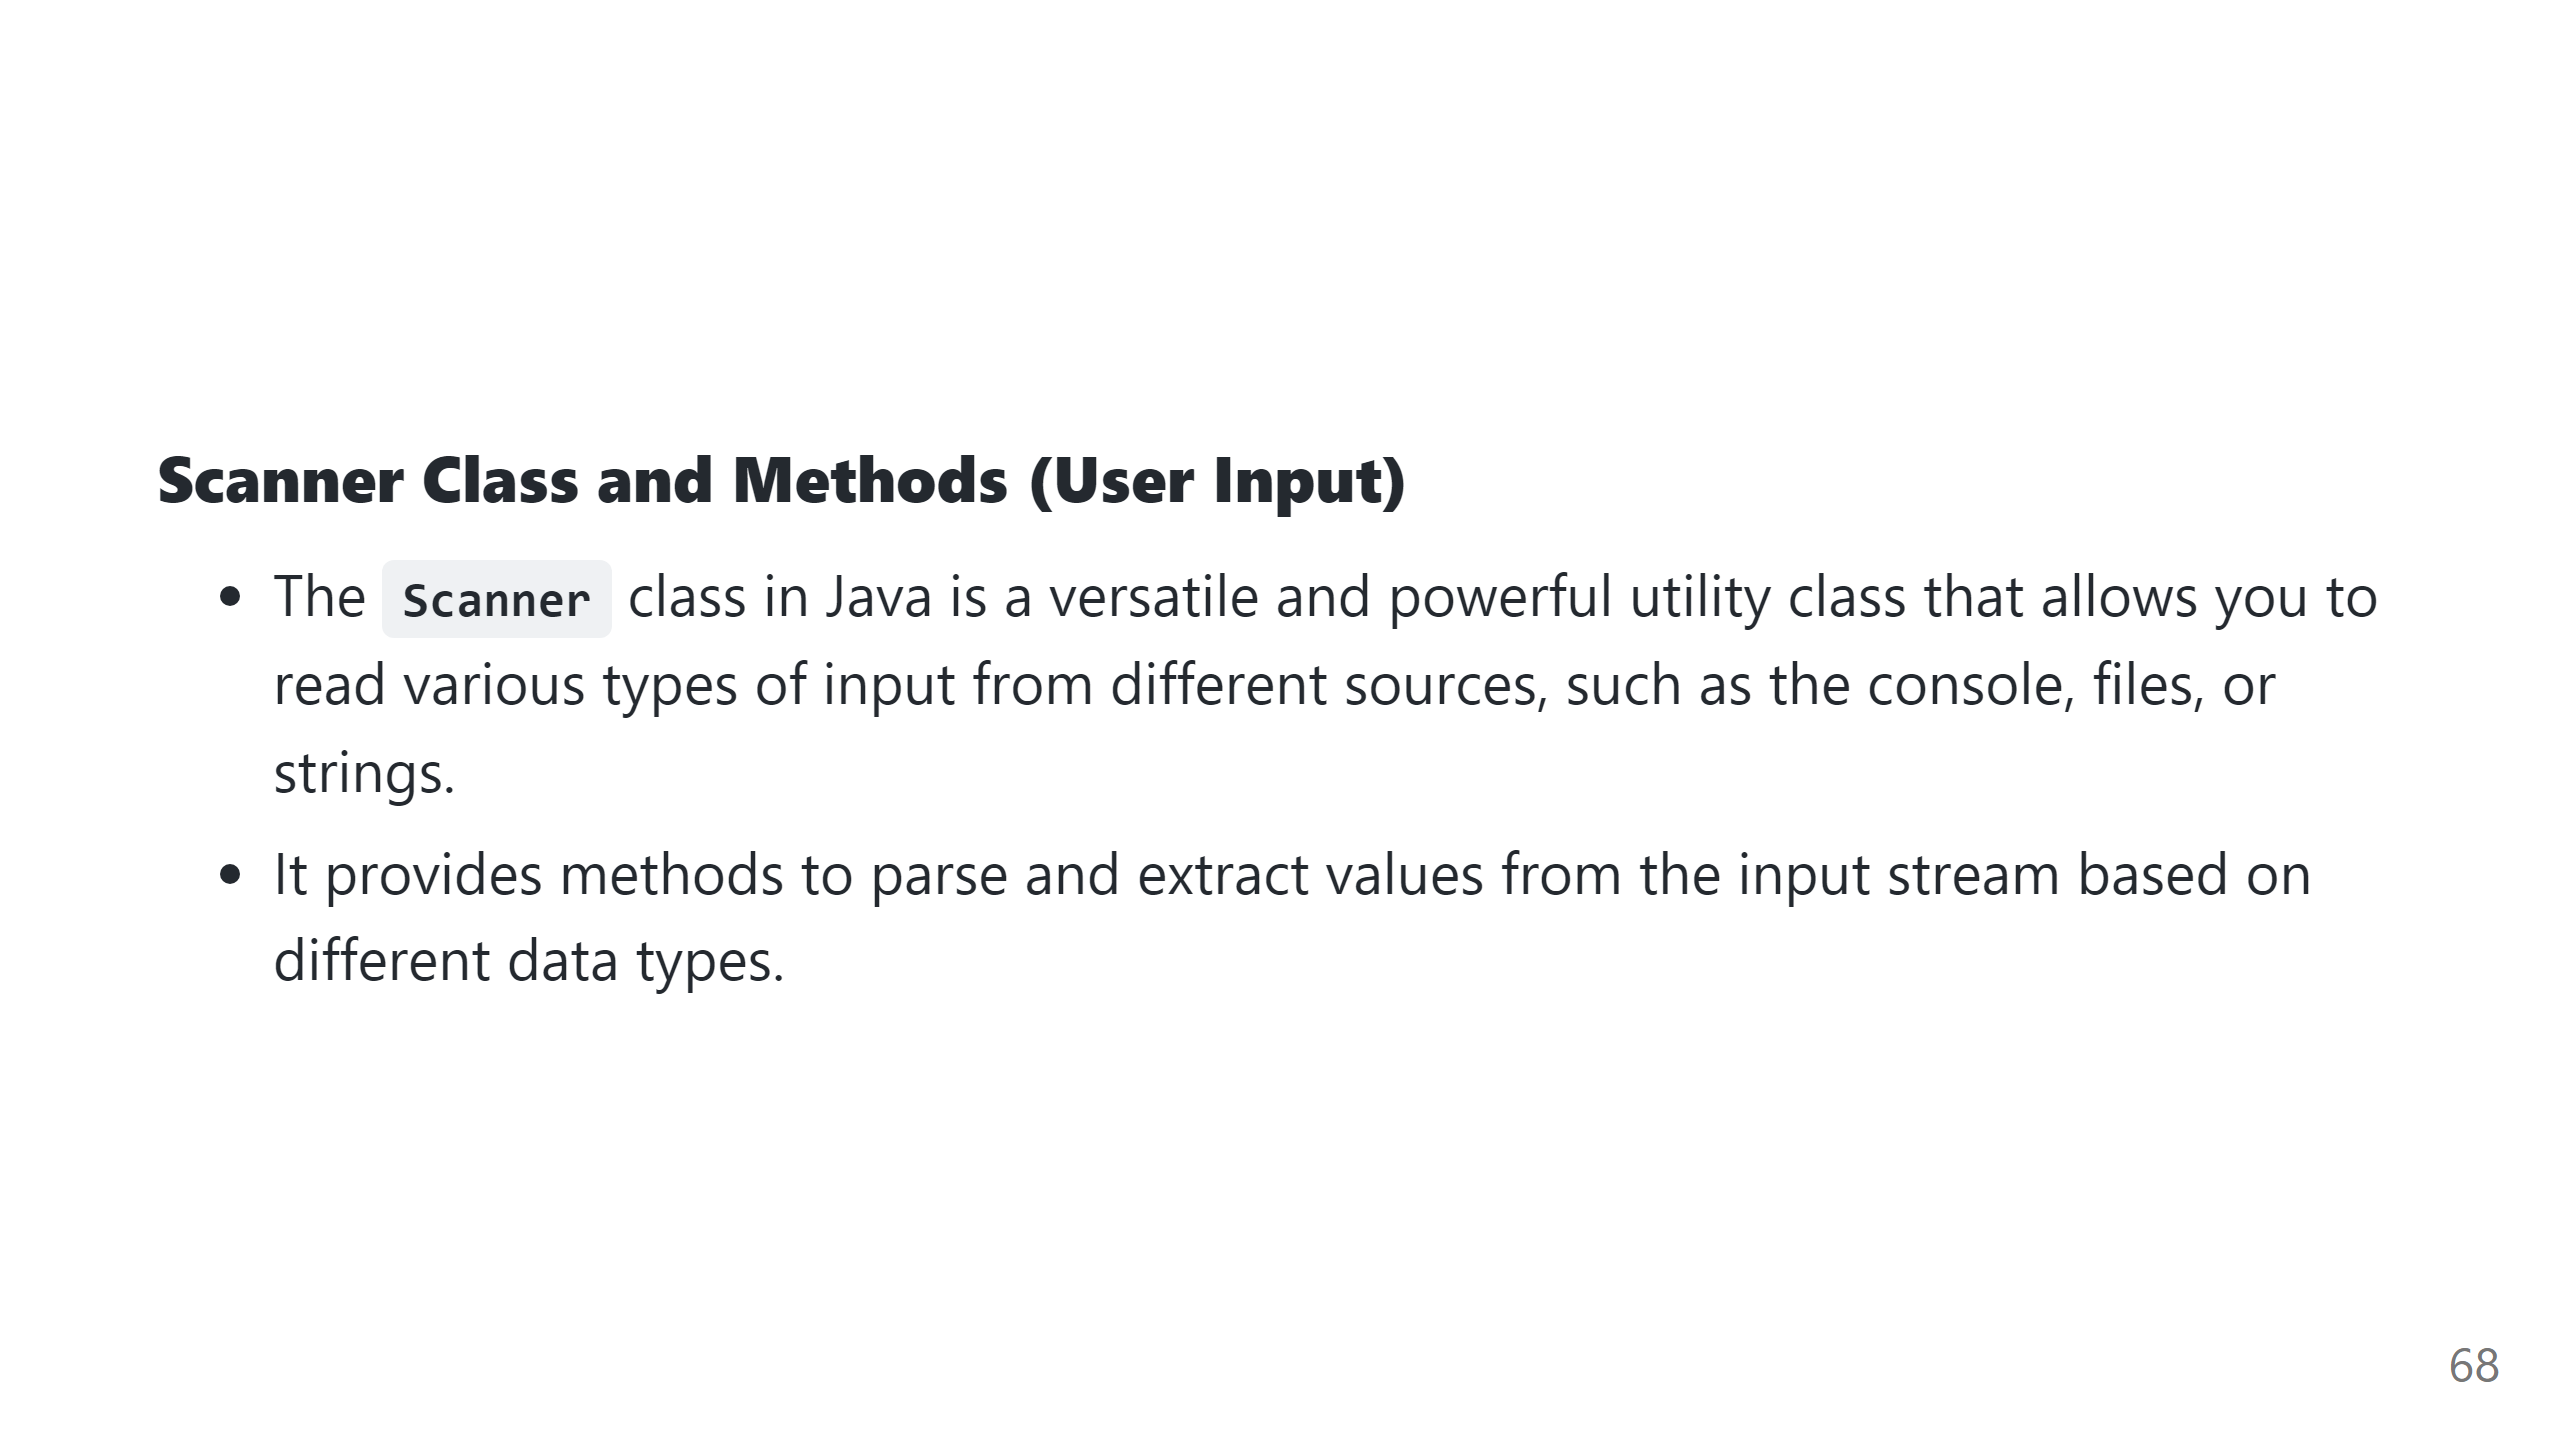 Scanner Class and Methods (User Input)
• The Scanner class in Java is a versatile and powerful utility class that allows you to
read various types of input from different sources, such as the console, files, or
strings.
• It provides methods to parse and extract values from the input stream based on
different data types.
68